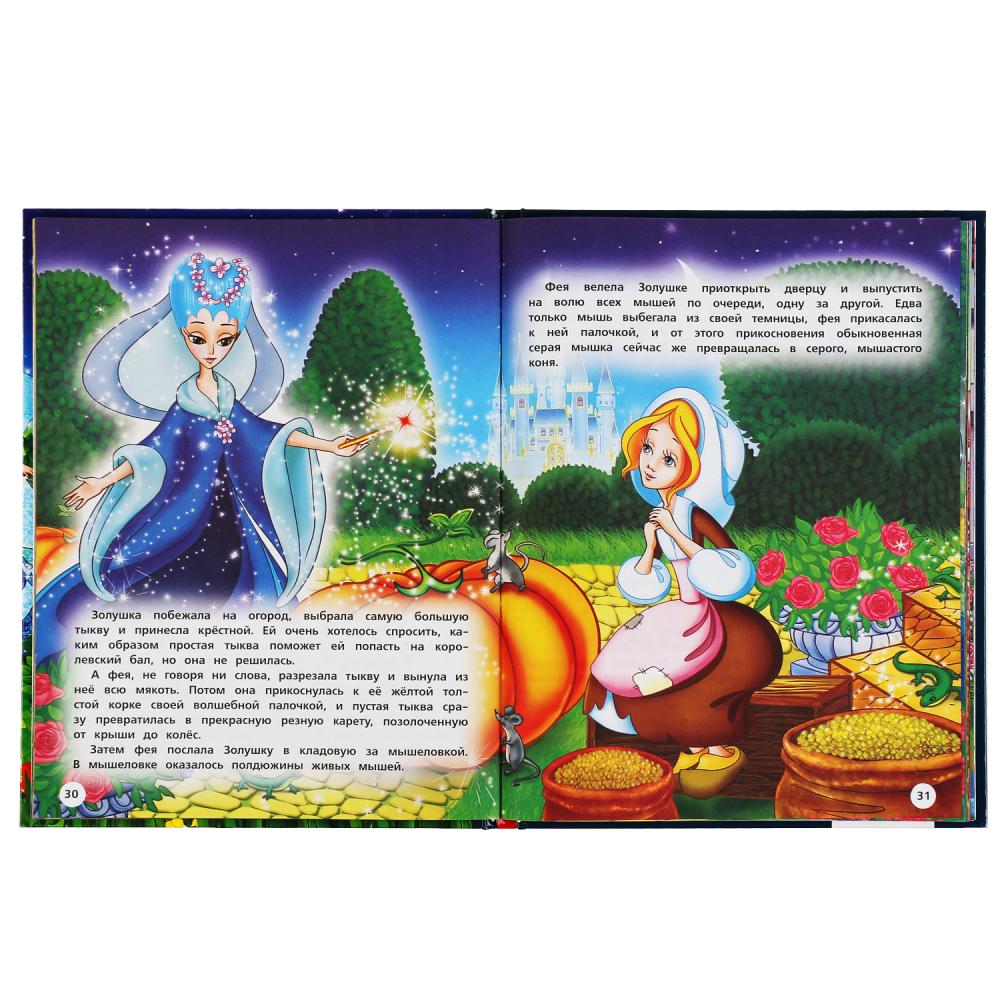 Золушка побежала на огород, выбрала самую большую
тыкву и принесла крёстной. Ей очень хотелось спросить, ка-
ким образом простая тыква поможет ей попасть на коро-
левский бал, но она не решилась.
А фея, не говоря ни слова, разрезала тыкву и вынула из
неё всю мякоть. Потом она прикоснулась к её жёлтой тол-
стой корке своей волшебной палочкой, и пустая тыква сра-
зу превратилась в прекрасную резную карету, позолоченную
от крыши до колёс.
Затем фея послала Золушку в кладовую за мышеловкой.
В мышеловке оказалось полдюжины живых мышей.
30
Фея велела Золушке приоткрыть дверцу и выпустить
на волю всех мышей по очереди, одну за другой. Едва
только мышь выбегала из своей темницы, фея прикасалась
к ней палочкой, и от этого прикосновения обыкновенная
серая мышка сейчас же превращалась в серого, мышастого
коня.
31